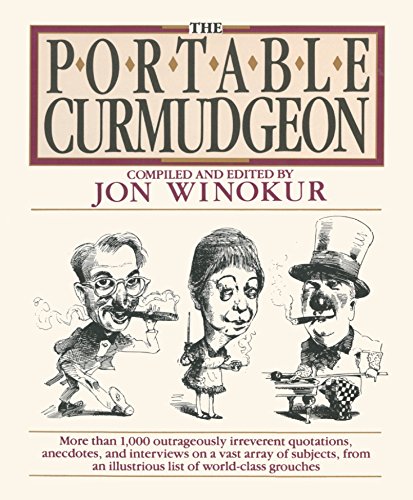 THE
P·O·R·T·A·B·L·E
CURMUDGEON
COMPILED AND EDITED BY
JON WINOKUR
More than 1,000 outrageously irreverent quotations,
anecdotes, and interviews on a vast array of subjects, from
an illustrious list of world-class grouches